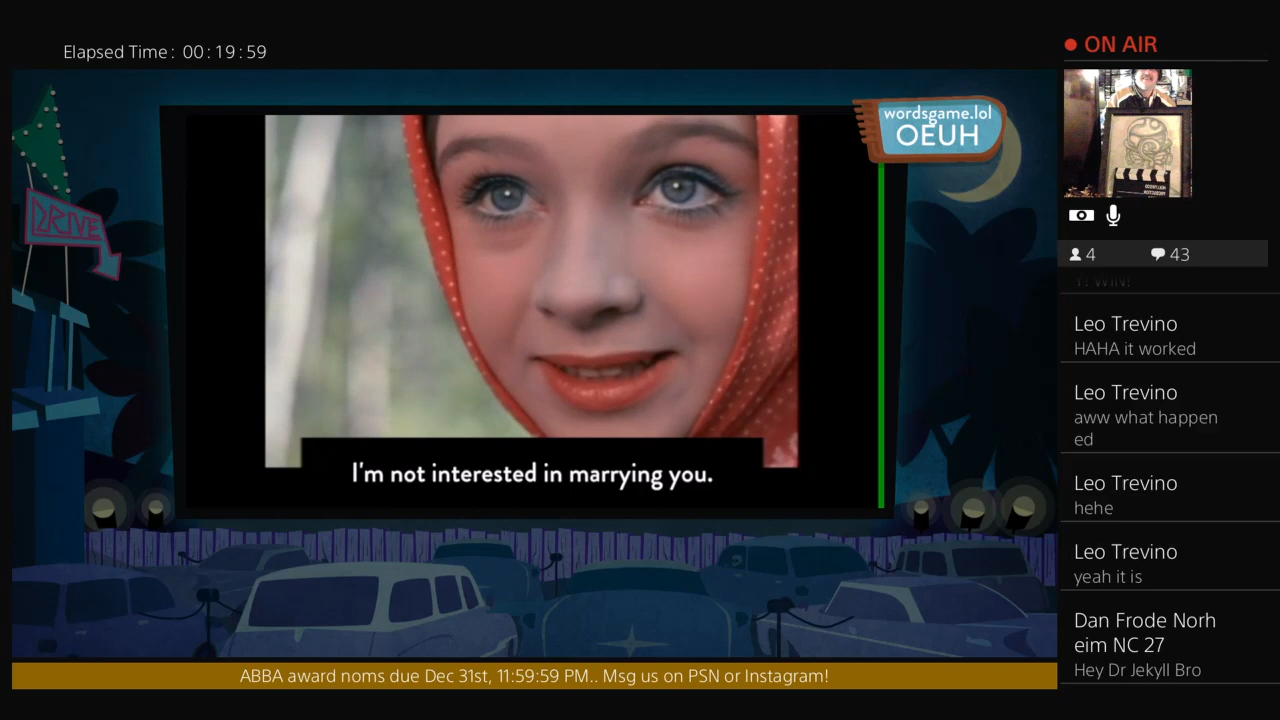 Elapsed Time: 00:19:59
ON AIR
wordsgame.lol
OEUH
DRIVE
4
43
Y! WIN!
Leo Trevino
HAHA it worked
Leo Trevino
aww what happen
ed
Leo Trevino
hehe
Leo Trevino
yeah it is
Dan Frode Norh
eim NC 27
Hey Dr Jekyll Bro
I'm not interested in marrying you.
ABBA award noms due Dec 31st, 11:59:59 PM.. Msg us on PSN or Instagram!